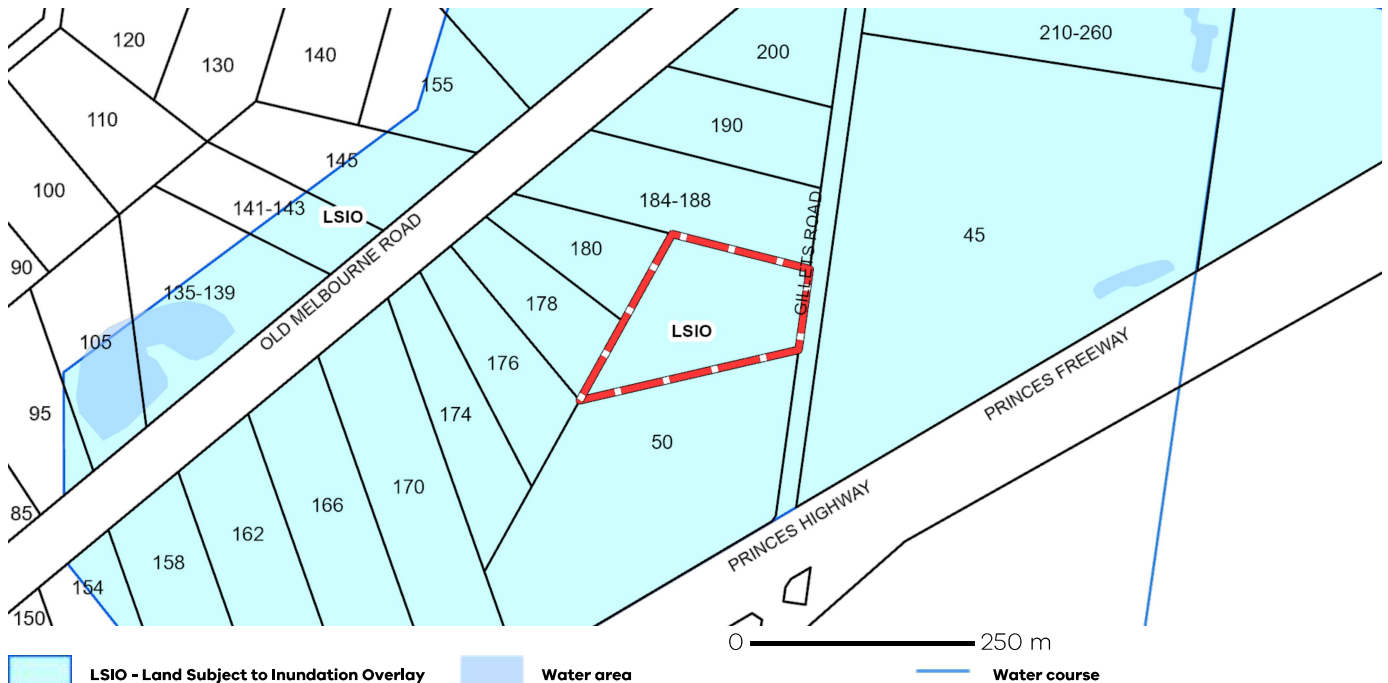 120
130
140
155
200
210-260
110
190
145
100
184-188
141-143
LSIO
GILLETS ROAD
45
180
90
OLD MELBOURNE ROAD
135-139
178
LSIO
105
176
PRINCES FREEWAY
95
174
50
170
166
85
162
PRINCES HIGHWAY
158
154
150
0 250 m
LSIO - Land Subject to Inundation Overlay
Water area
Water course